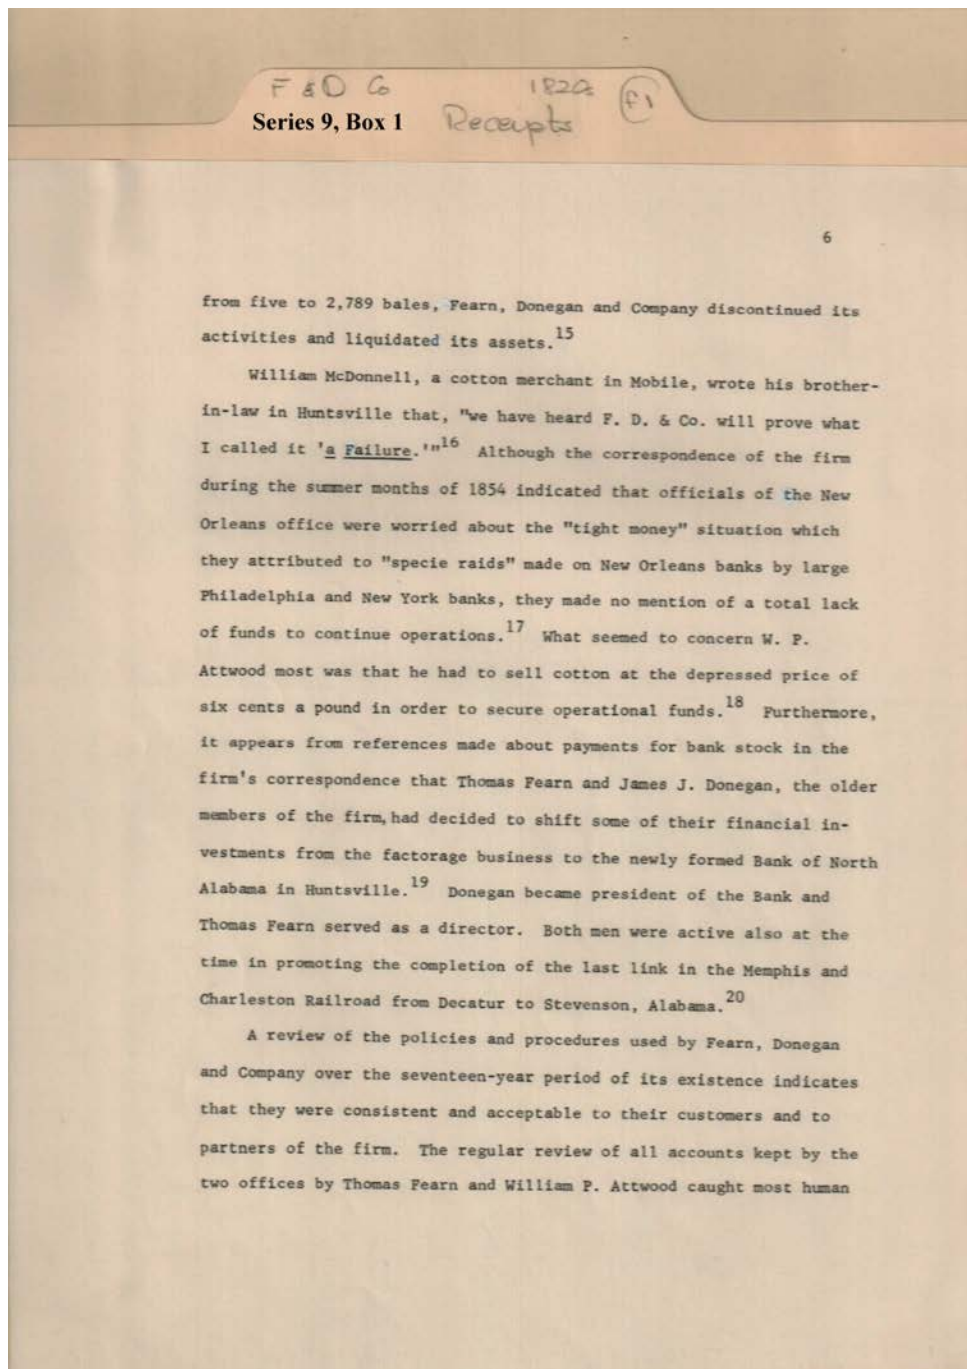 F & D Co 1820s F1
Series 9, Box 1 Receipts
6
from five to 2,789 bales, Fearn, Donegan and Company discontinued its
activities and liquidated its assets.15
William McDonnell, a cotton merchant in Mobile, wrote his brother-
in-law in Huntsville that, "we have heard F. D. & Co. will prove what
I called it 'a Failure.'"16 Although the correspondence of the firm
during the summer months of 1854 indicated that officials of the New
Orleans office were worried about the "tight money" situation which
they attributed to "specie raids" made on New Orleans banks by large
Philadelphia and New York banks, they made no mention of a total lack
of funds to continue operations.17 What seemed to concern W. P.
Attwood most was that he had to sell cotton at the depressed price of
six cents a pound in order to secure operational funds.18 Furthermore,
it appears from references made about payments for bank stock in the
firm's correspondence that Thomas Fearn and James J. Donegan, the older
members of the firm, had decided to shift some of their financial in-
vestments from the factorage business to the newly formed Bank of North
Alabama in Huntsville.19 Donegan became president of the Bank and
Thomas Fearn served as a director. Both men were active also at the
time in promoting the completion of the last link in the Memphis and
Charleston Railroad from Decatur to Stevenson, Alabama.20
A review of the policies and procedures used by Fearn, Donegan
and Company over the seventeen-year period of its existence indicates
that they were consistent and acceptable to their customers and to
partners of the firm. The regular review of all accounts kept by the
two offices by Thomas Fearn and William P. Attwood caught most human